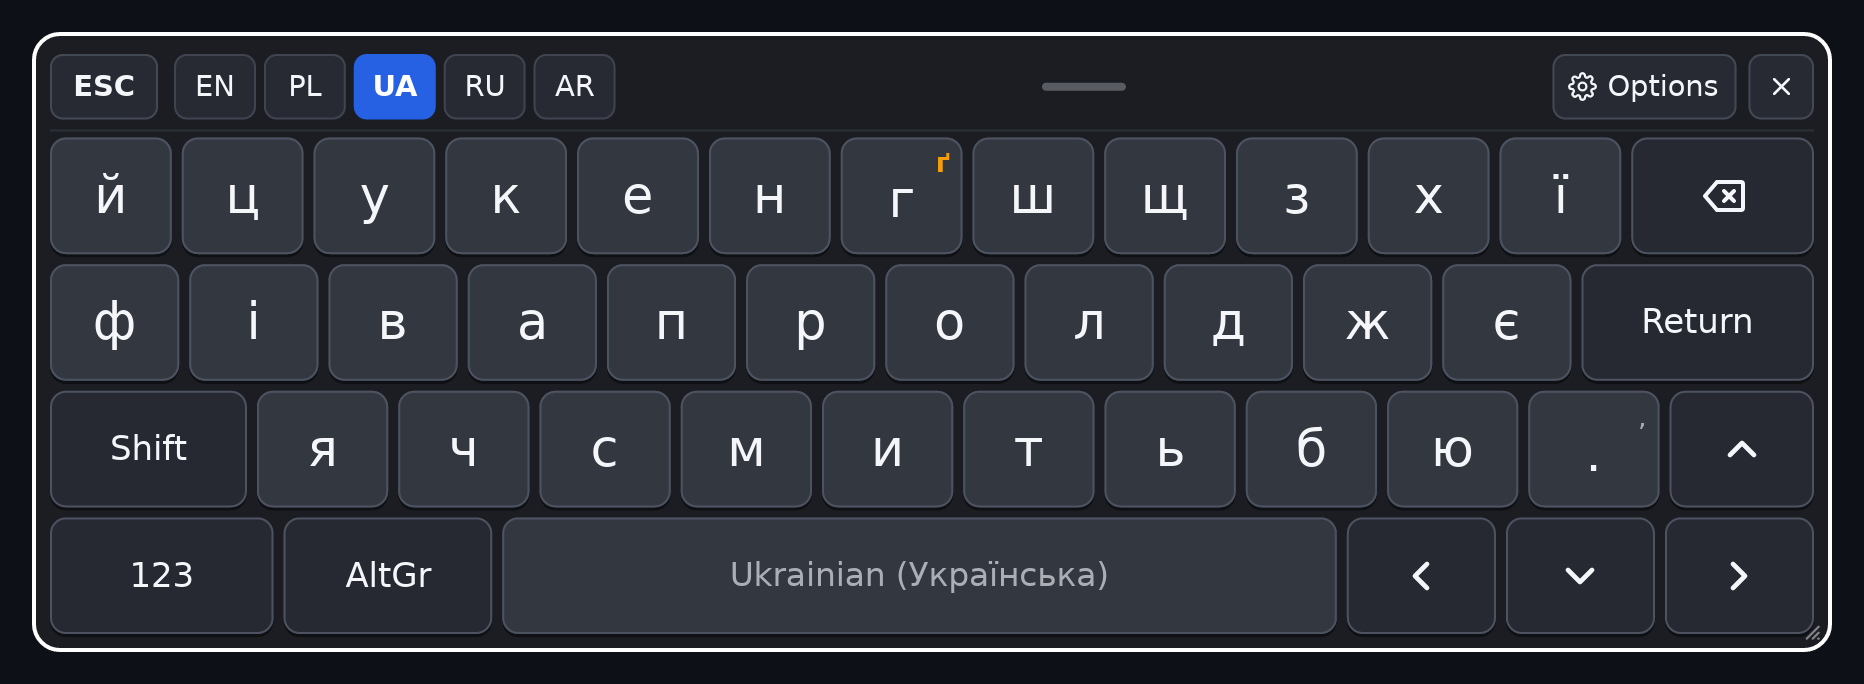 ESC EN PL UA RU AR Options
й ц у к е н г ґ ш щ з х ї
ф і в а п р о л д ж є Return
Shift я ч с м и т ь б ю . ,
123 AltGr Ukrainian (Українська)